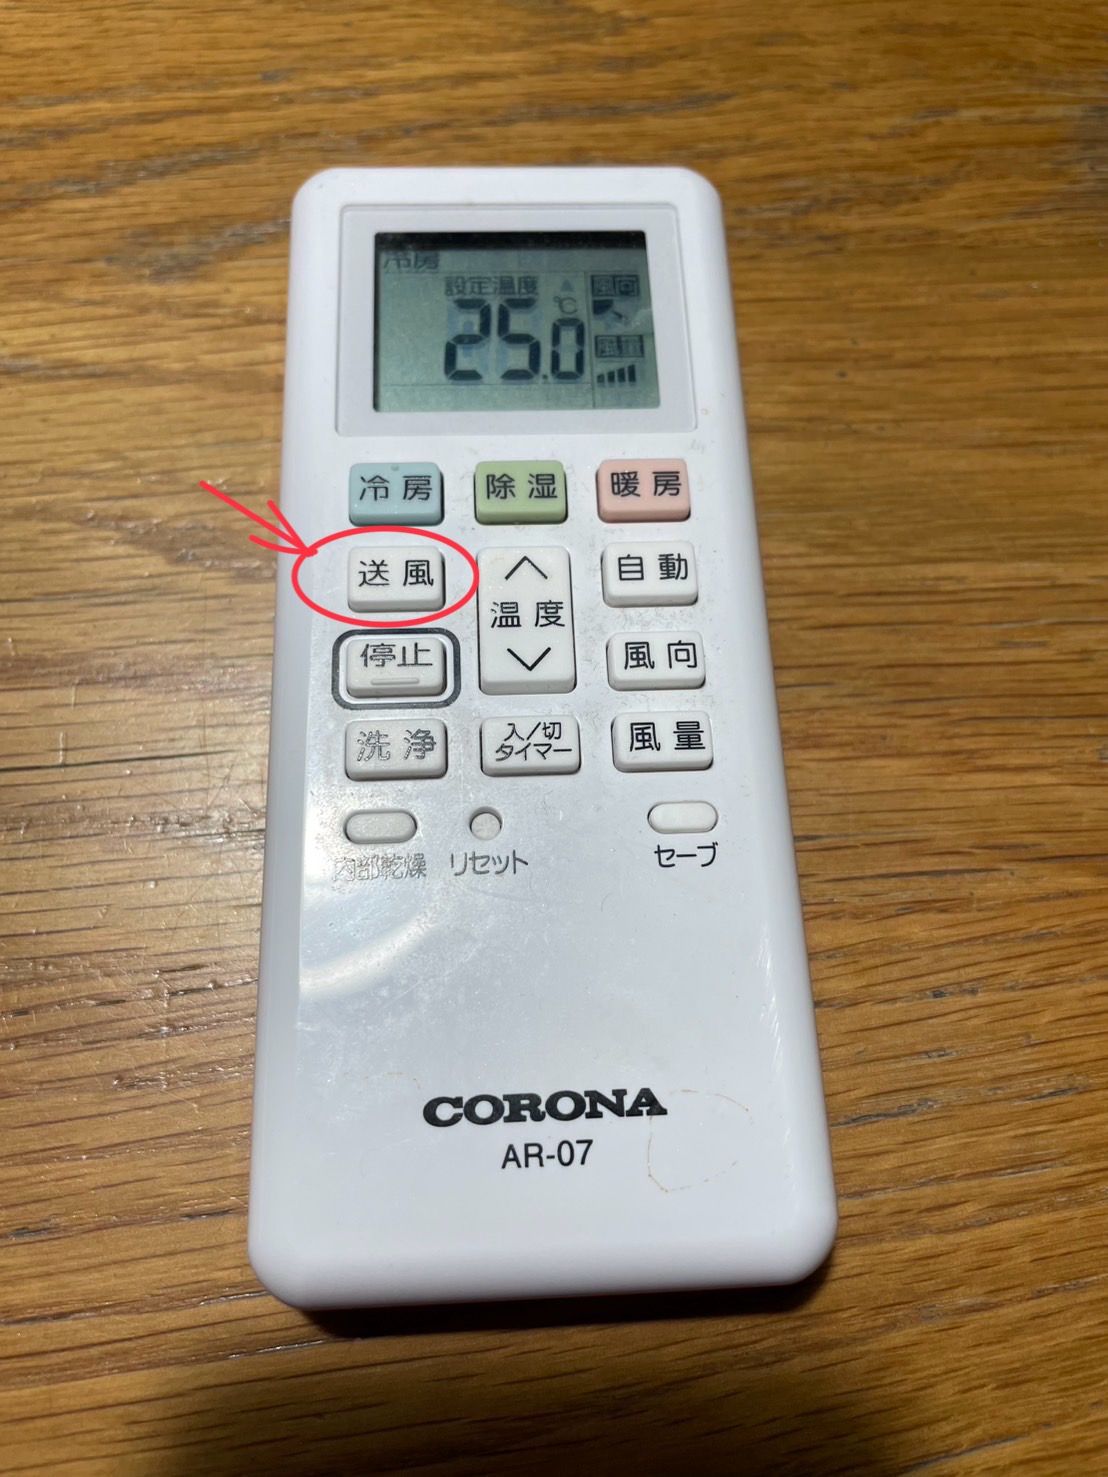 冷房
設定温度
風向
25.0
℃
風量
冷房
除湿
暖房
送風
自動
温度
停止
風向
洗浄
入/切
タイマー
風量
内部乾燥
リセット
セーブ
CORONA
AR-07